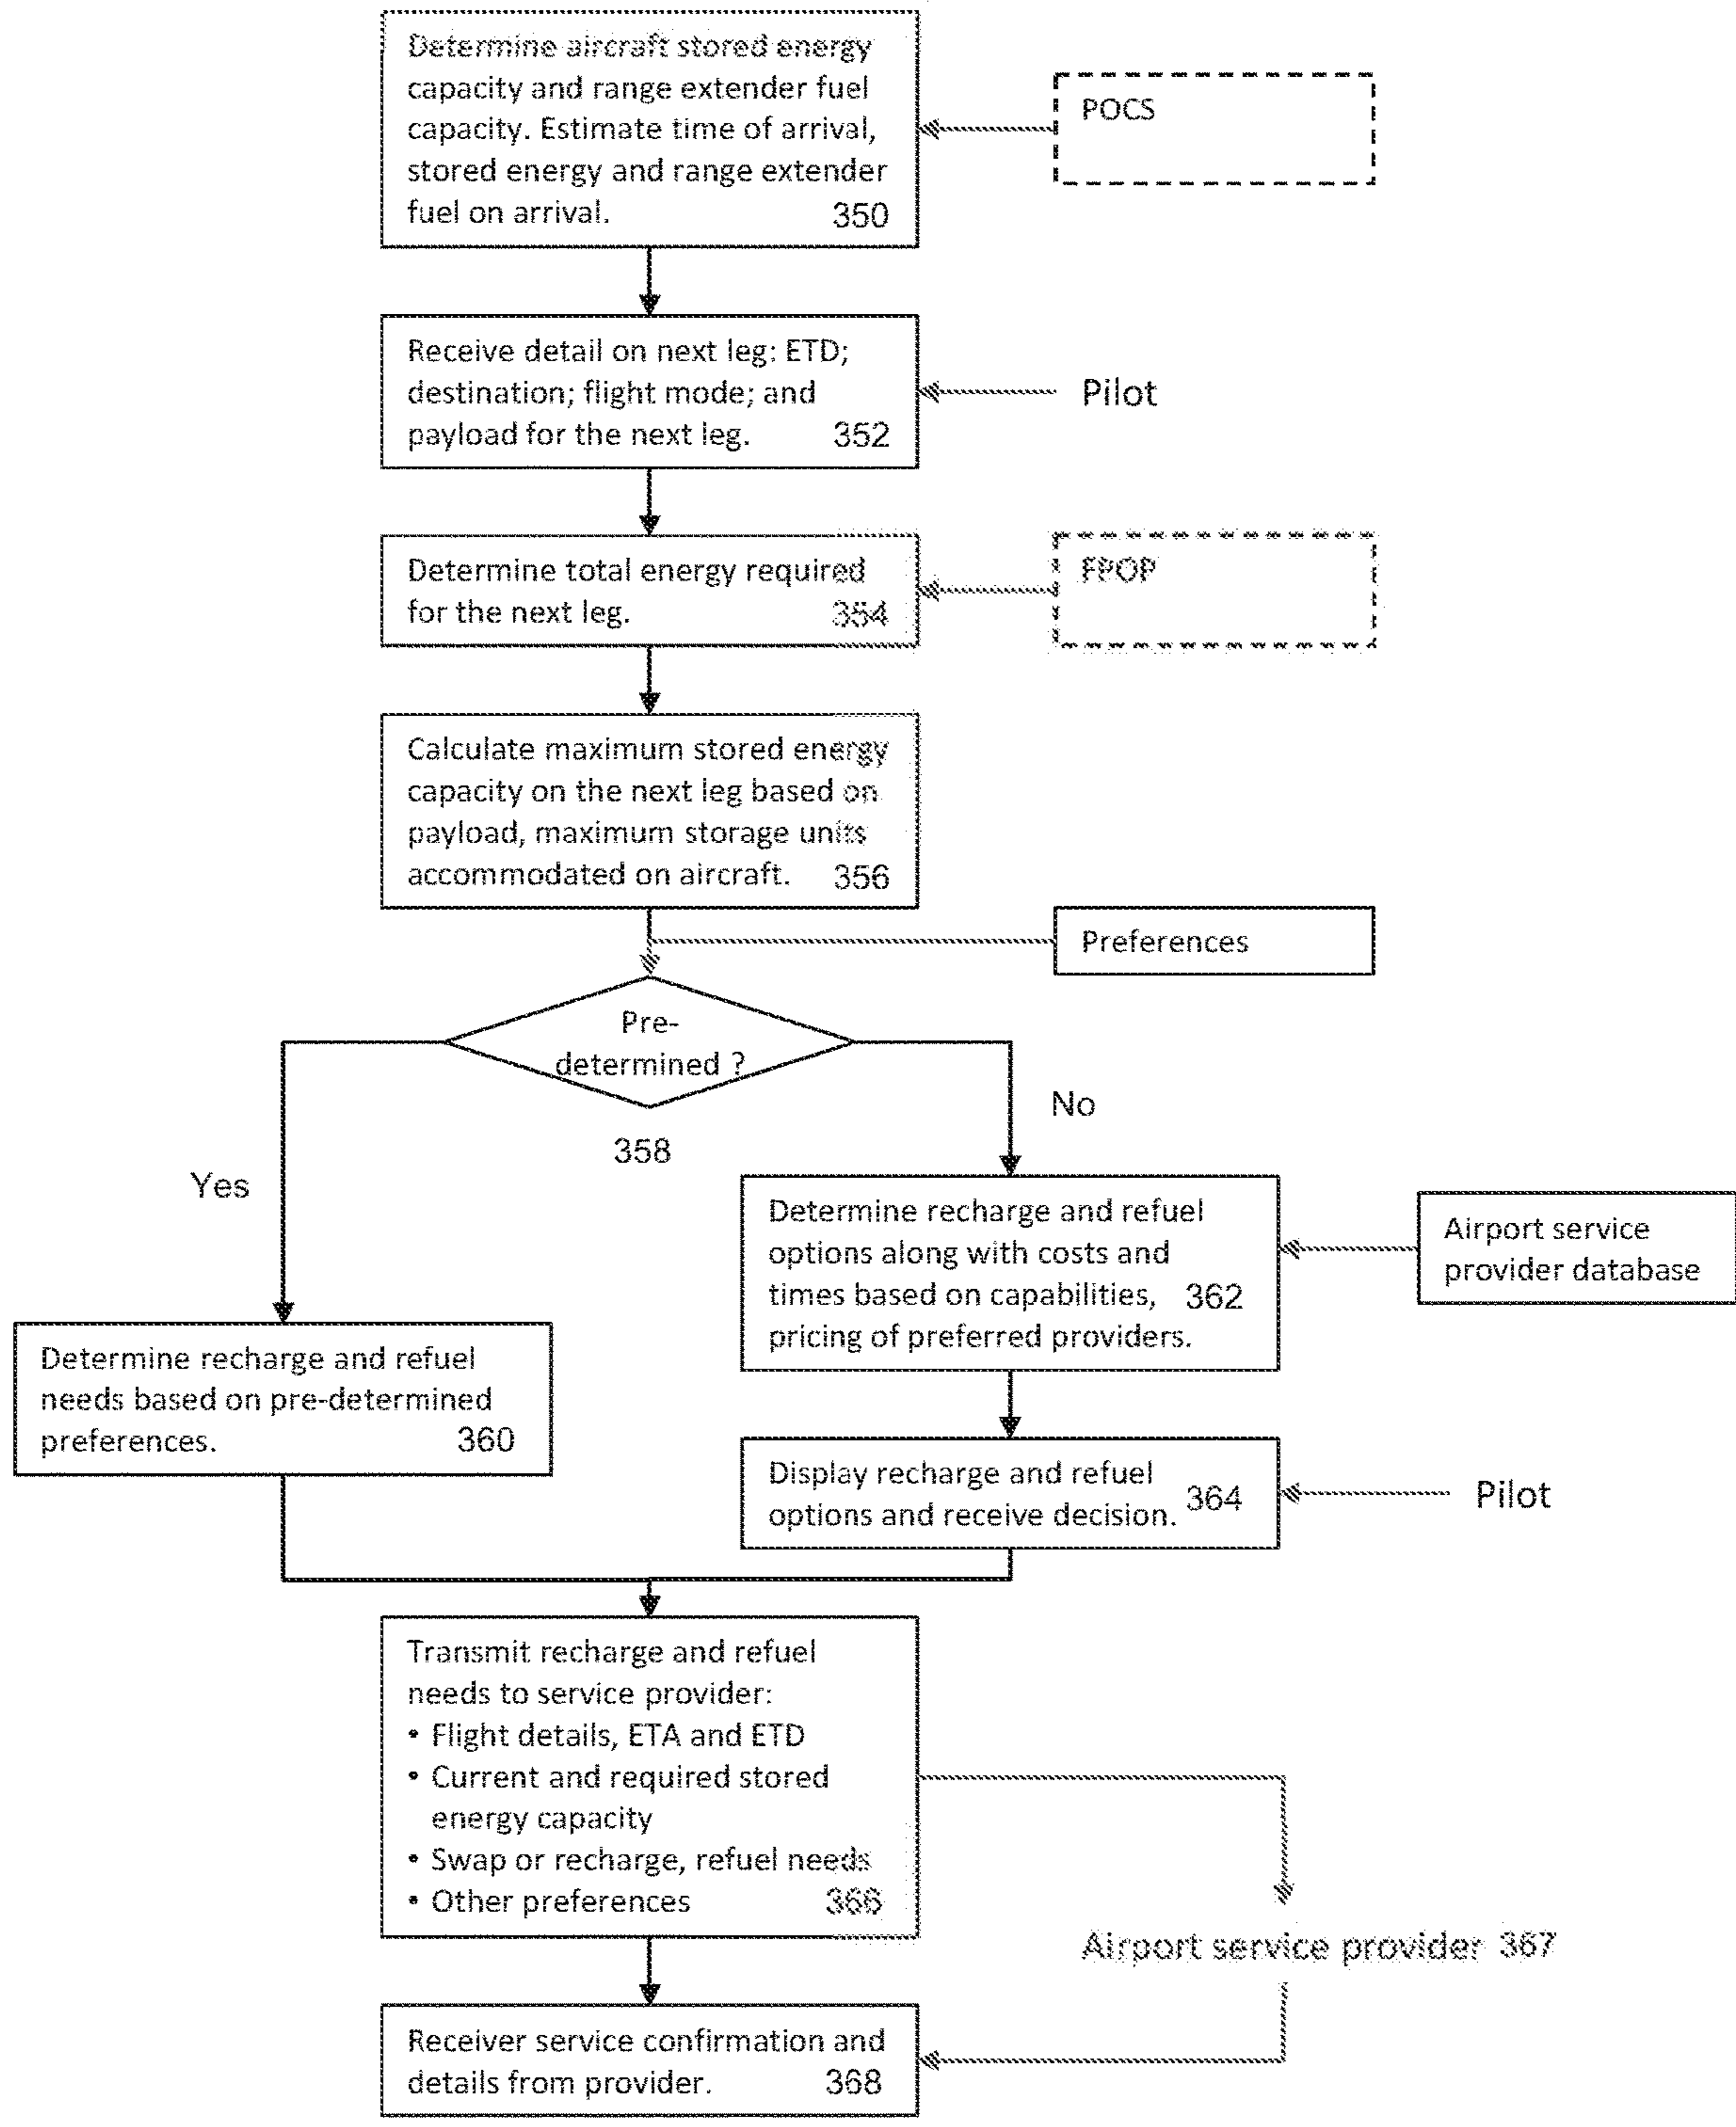 Determine aircraft stored energy
capacity and range extender fuel
capacity. Estimate time of arrival,
stored energy and range extender
fuel on arrival. 350
POCS
Receive detail on next leg: ETD;
destination; flight mode; and
payload for the next leg. 352
Pilot
Determine total energy required
for the next leg. 354
FPOP
Calculate maximum stored energy
capacity on the next leg based on
payload, maximum storage units
accommodated on aircraft. 356
Preferences
Pre-
determined ?
358
Yes
No
Determine recharge and refuel
options along with costs and
times based on capabilities, 362
pricing of preferred providers.
Airport service
provider database
Determine recharge and refuel
needs based on pre-determined
preferences. 360
Display recharge and refuel
options and receive decision. 364
Pilot
Transmit recharge and refuel
needs to service provider:
• Flight details, ETA and ETD
• Current and required stored
energy capacity
• Swap or recharge, refuel needs
• Other preferences 366
Airport service provider 367
Receiver service confirmation and
details from provider. 368